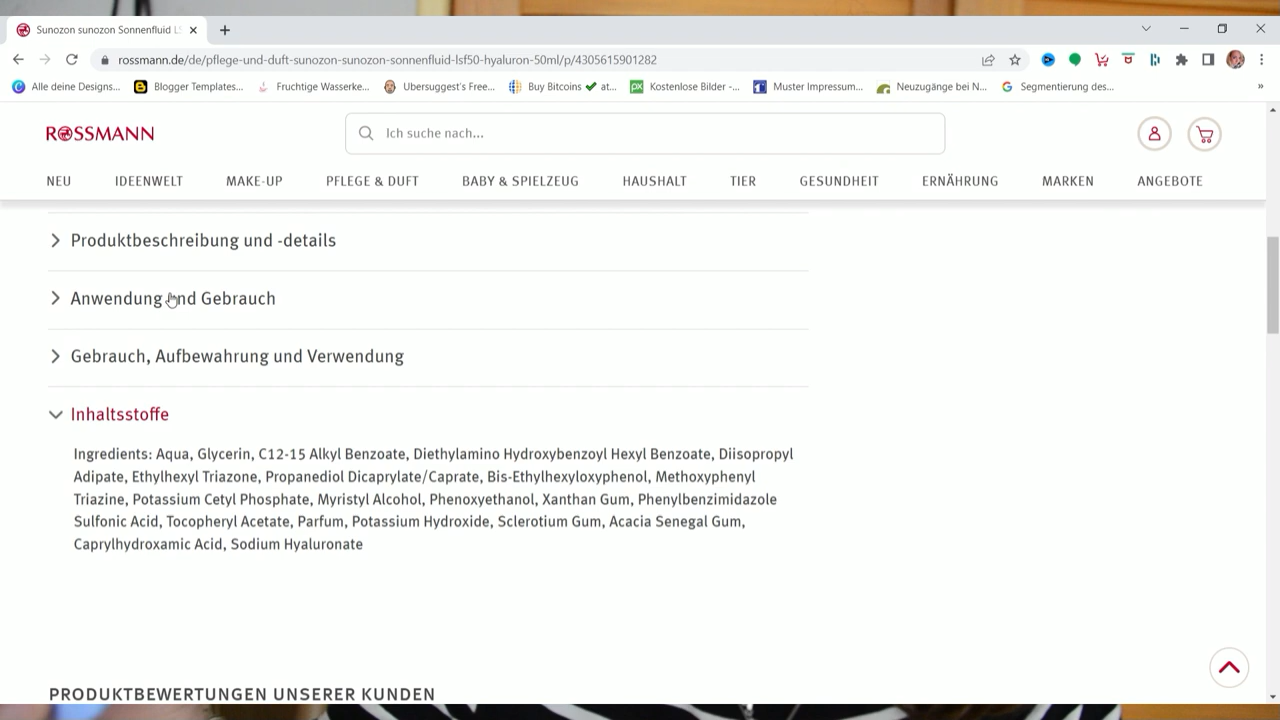 Sunozon sunozon Sonnenfluid LS
rossmann.de/de/pflege-und-duft-sunozon-sunozon-sonnenfluid-lsf50-hyaluron-50ml/p/4305615901282
Alle deine Designs... Blogger Templates... Fruchtige Wasserke... Ubersuggest's Free... Buy Bitcoins at... Kostenlose Bilder -... Muster Impressum... Neuzugänge bei N... Segmentierung des... »
ROSSMANN
Ich suche nach...
NEU IDEENWELT MAKE-UP PFLEGE & DUFT BABY & SPIELZEUG HAUSHALT TIER GESUNDHEIT ERNÄHRUNG MARKEN ANGEBOTE
Produktbeschreibung und -details
Anwendung und Gebrauch
Gebrauch, Aufbewahrung und Verwendung
Inhaltsstoffe
Ingredients: Aqua, Glycerin, C12-15 Alkyl Benzoate, Diethylamino Hydroxybenzoyl Hexyl Benzoate, Diisopropyl
Adipate, Ethylhexyl Triazone, Propanediol Dicaprylate/Caprate, Bis-Ethylhexyloxyphenol, Methoxyphenyl
Triazine, Potassium Cetyl Phosphate, Myristyl Alcohol, Phenoxyethanol, Xanthan Gum, Phenylbenzimidazole
Sulfonic Acid, Tocopheryl Acetate, Parfum, Potassium Hydroxide, Sclerotium Gum, Acacia Senegal Gum,
Caprylhydroxamic Acid, Sodium Hyaluronate
PRODUKTBEWERTUNGEN UNSERER KUNDEN